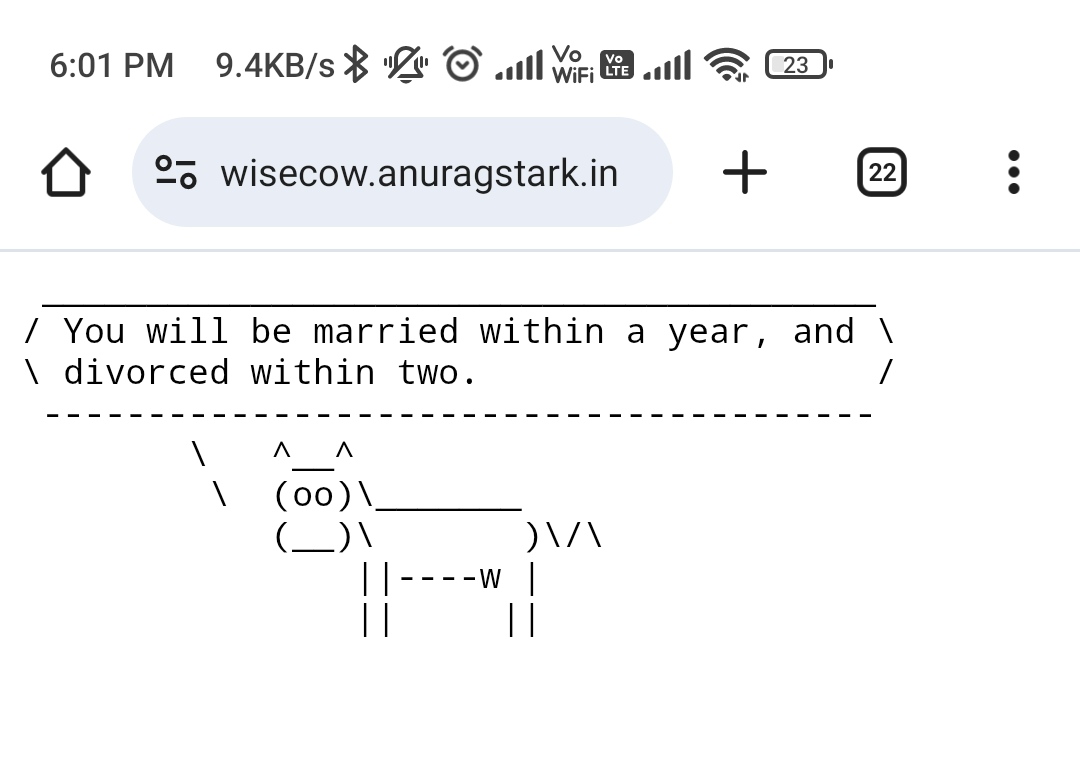 6:01 PM 9.4KB/s Vo WiFi Vo LTE 23
wisecow.anuragstark.in 22
 ________________________________________
/ You will be married within a year, and \
\ divorced within two.                   /
 ----------------------------------------
        \   ^__^
         \  (oo)\_______
            (__)\       )\/\
                ||----w |
                ||     ||